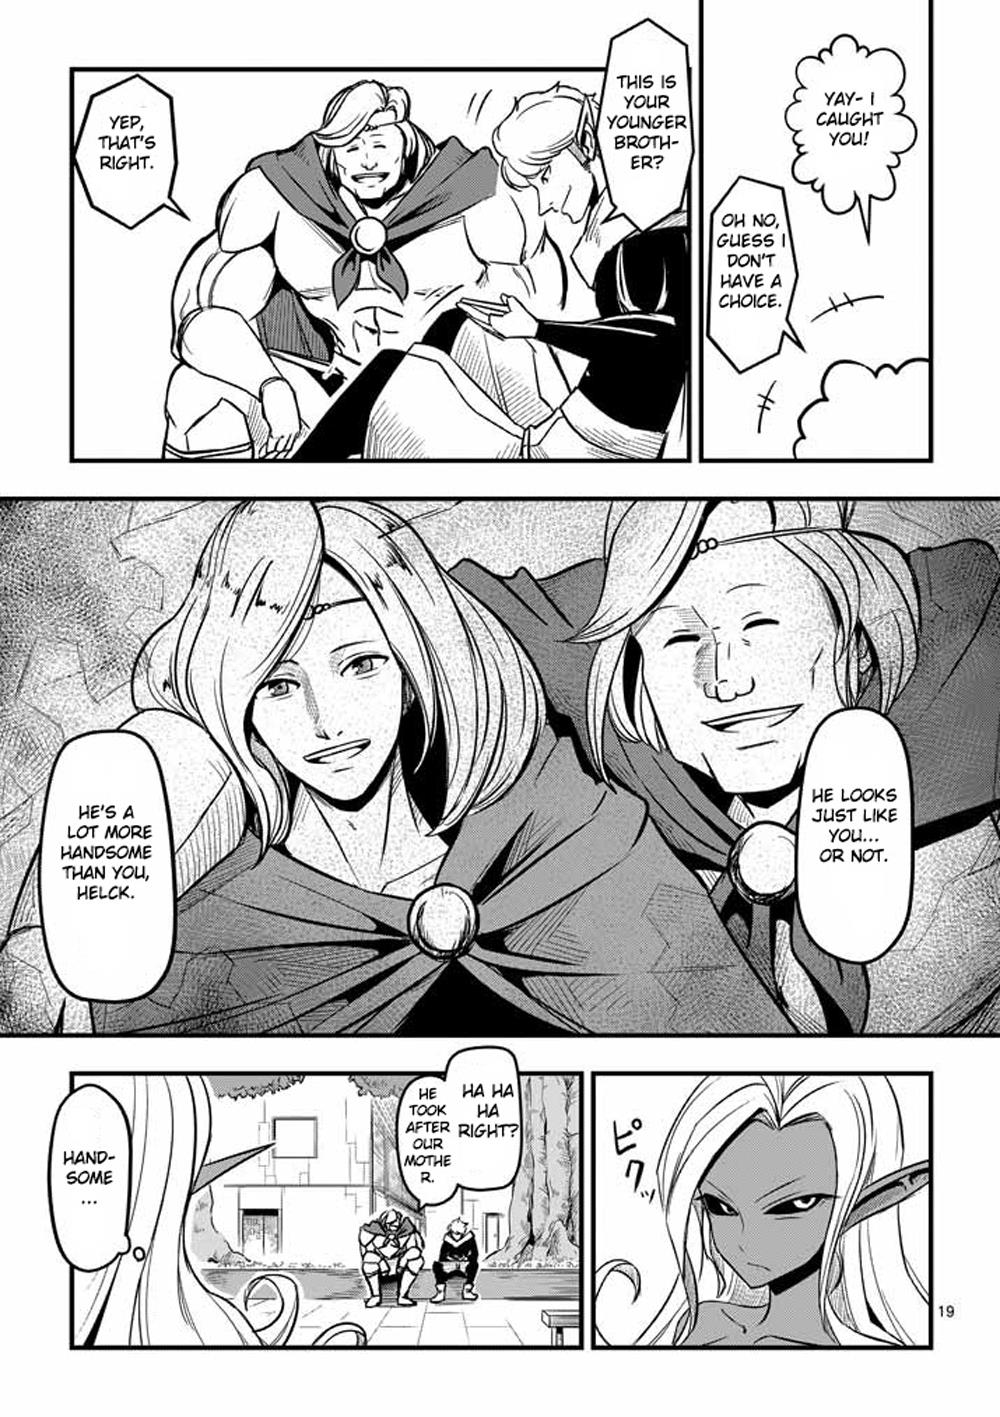 YAY- I
CAUGHT
YOU!
OH NO,
GUESS I
DON'T
HAVE A
CHOICE.
THIS IS
YOUR
YOUNGER
BROTH-
ER?
YEP,
THAT'S
RIGHT.
HE LOOKS
JUST LIKE
YOU...
OR NOT.
HE'S A
LOT MORE
HANDSOME
THAN YOU,
HELCK.
ピクッ
HA HA
HA
RIGHT?
HE
TOOK
AFTER
OUR
MOTHE
R.
HAND-
SOME
...
19